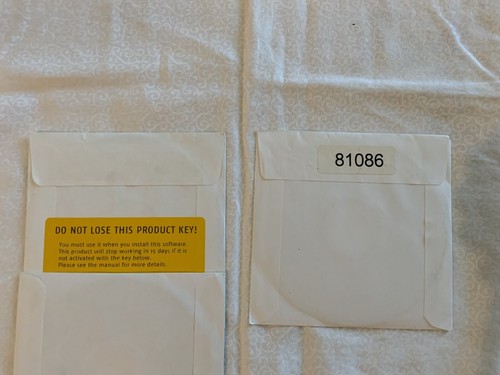 DO NOT LOSE THIS PRODUCT KEY!
You must use it when you install this software.
This product will stop working in 15 days if it is
not activated with the key below.
Please see the manual for more details.
81086